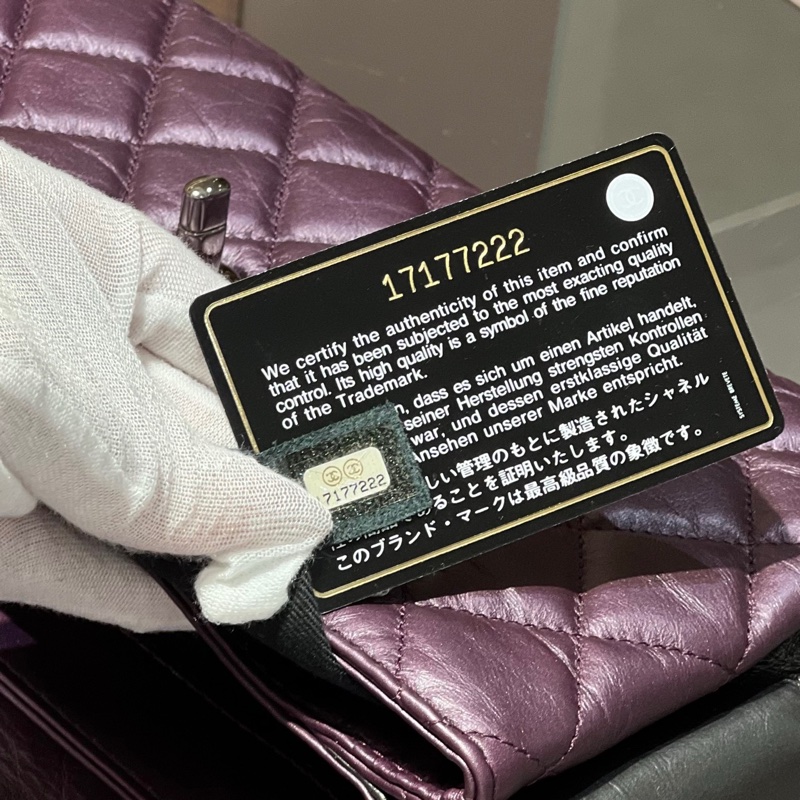 17177222
We certify the authenticity of this item and confirm
that it has been subjected to the most exacting quality
control. Its high quality is a symbol of the fine reputation
of the Trademark.
dass es sich um einen Artikel handelt,
seiner Herstellung strengsten Kontrollen
war, und dessen erstklassige Qualität
Ansehen unserer Marke entspricht.
しい管理のもとに製造されたシャネル
ることを証明いたします。
このブランド・マークは最高級品質の象徴です。
7177222